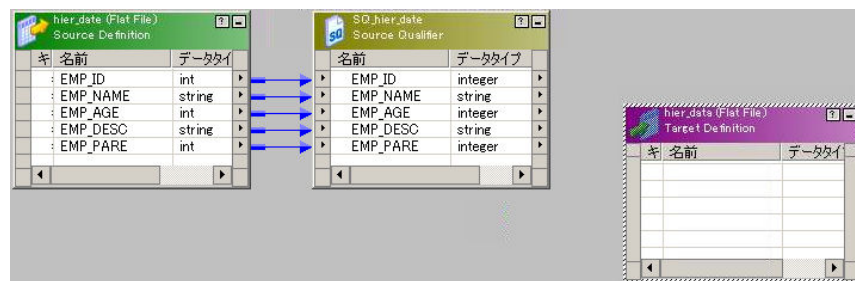 hier_date (Flat File)
Source Definition
キ 名前 データタイ
EMP_ID int
EMP_NAME string
EMP_AGE int
EMP_DESC string
EMP_PARE int
SQ_hier_date
Source Qualifier
名前 データタイプ
EMP_ID integer
EMP_NAME string
EMP_AGE integer
EMP_DESC string
EMP_PARE integer
hier_data (Flat File)
Target Definition
キ 名前 データタイ